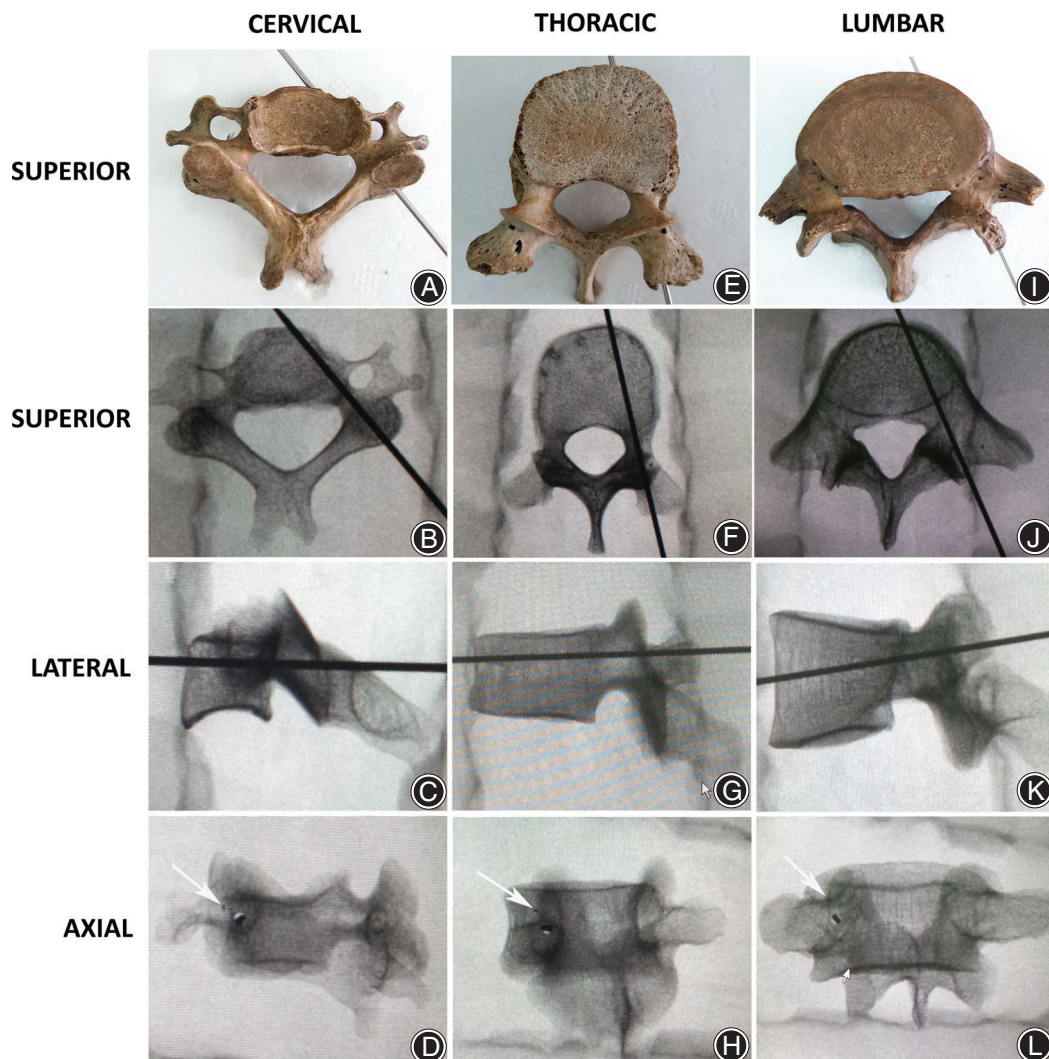 CERVICAL THORACIC LUMBAR
SUPERIOR
A E I
SUPERIOR
B F J
LATERAL
C G K
AXIAL
D H L